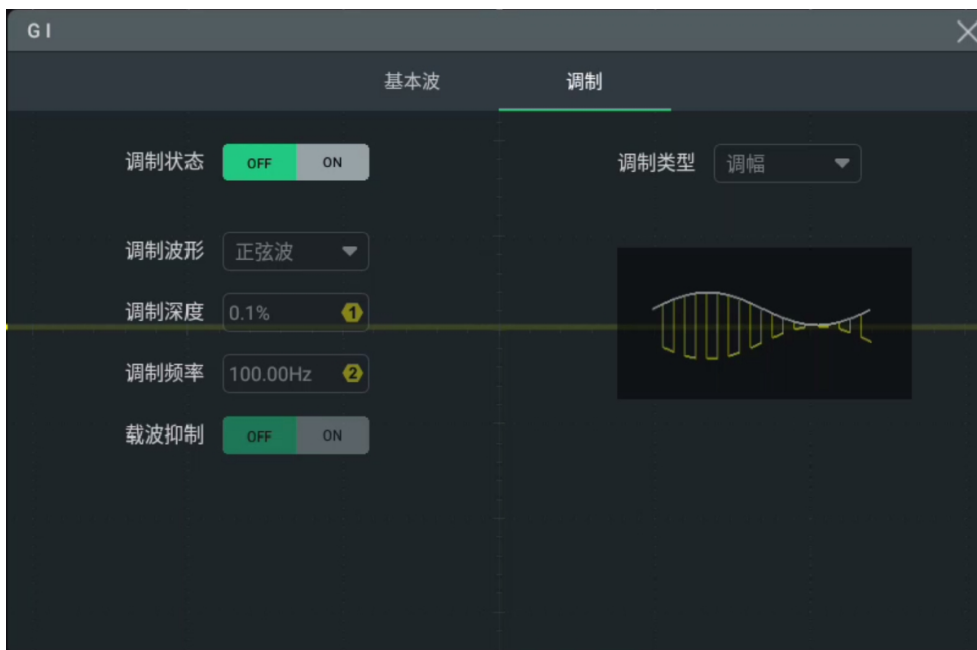 G I
基本波 调制
调制状态 OFF ON 调制类型 调幅
调制波形 正弦波
调制深度 0.1% 1
调制频率 100.00Hz 2
载波抑制 OFF ON